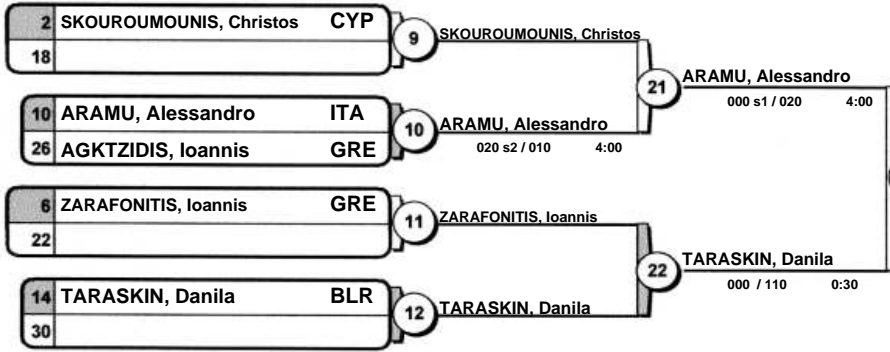 2 SKOUROUMOUNIS, Christos CYP
18
9
SKOUROUMOUNIS, Christos
10 ARAMU, Alessandro ITA
26 AGKTZIDIS, Ioannis GRE
10
ARAMU, Alessandro
020 s2 / 010 4:00
21
ARAMU, Alessandro
000 s1 / 020 4:00
6 ZARAFONITIS, Ioannis GRE
22
11
ZARAFONITIS, Ioannis
14 TARASKIN, Danila BLR
30
12
TARASKIN, Danila
22
TARASKIN, Danila
000 / 110 0:30